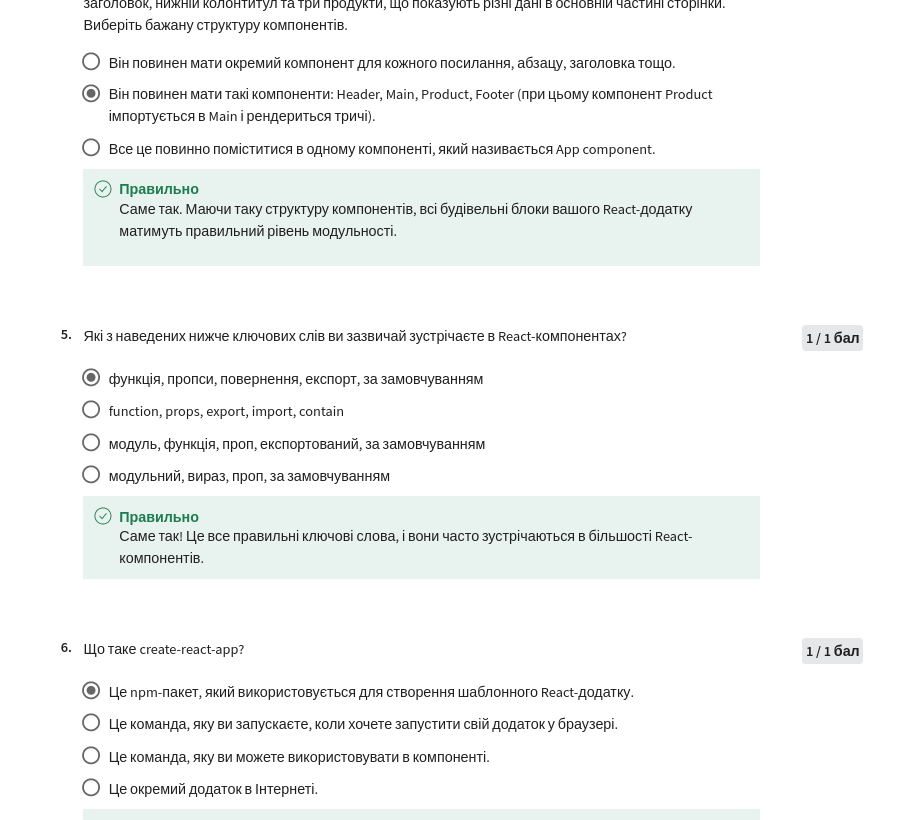 заголовок, нижній колонтитул та три продукти, що показують різні дані в основній частині сторінки.
Виберіть бажану структуру компонентів.
Він повинен мати окремий компонент для кожного посилання, абзацу, заголовка тощо.
Він повинен мати такі компоненти: Header, Main, Product, Footer (при цьому компонент Product
імпортується в Main і рендериться тричі).
Все це повинно поміститися в одному компоненті, який називається App component.
Правильно
Саме так. Маючи таку структуру компонентів, всі будівельні блоки вашого React-додатку
матимуть правильний рівень модульності.
5. Які з наведених нижче ключових слів ви зазвичай зустрічаєте в React-компонентах?
1 / 1 бал
функція, пропси, повернення, експорт, за замовчуванням
function, props, export, import, contain
модуль, функція, проп, експортований, за замовчуванням
модульний, вираз, проп, за замовчуванням
Правильно
Саме так! Це все правильні ключові слова, і вони часто зустрічаються в більшості React-
компонентів.
6. Що таке create-react-app?
1 / 1 бал
Це npm-пакет, який використовується для створення шаблонного React-додатку.
Це команда, яку ви запускаєте, коли хочете запустити свій додаток у браузері.
Це команда, яку ви можете використовувати в компоненті.
Це окремий додаток в Інтернеті.